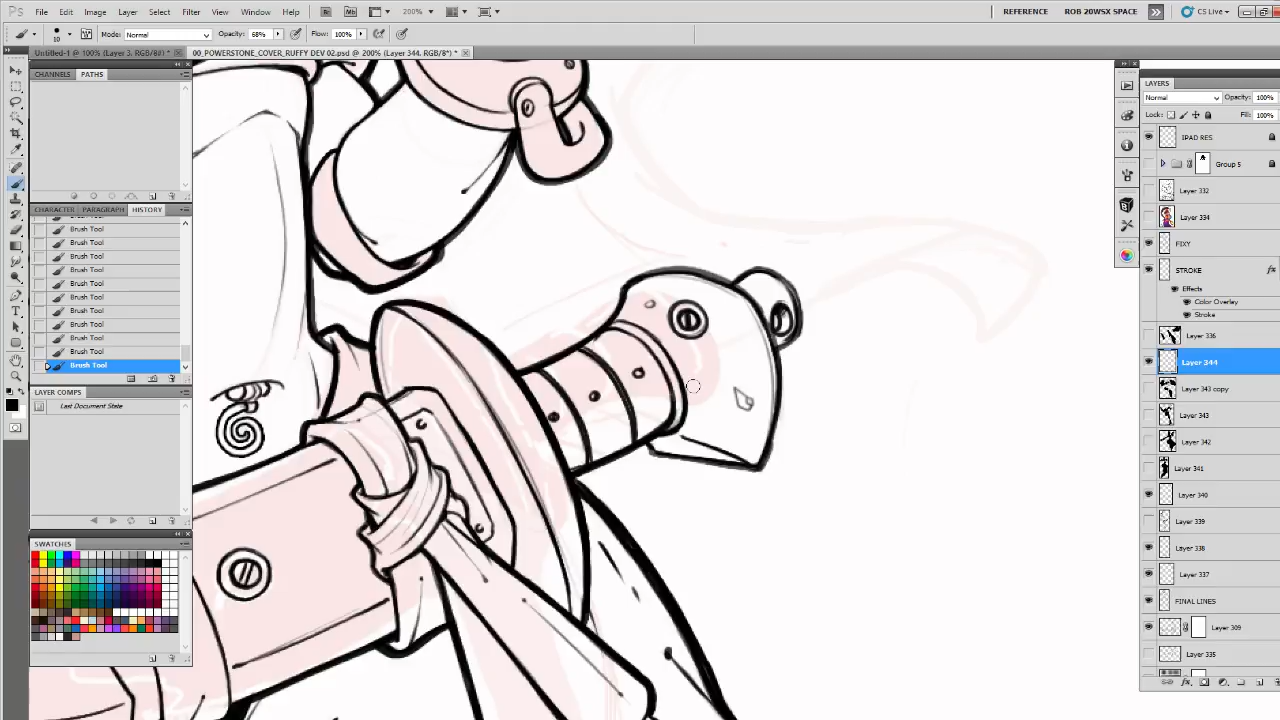 Ps File Edit Image Layer Select Filter View Window Help Br Mb 200% REFERENCE ROB 20WSX SPACE CS Live
10 Mode: Normal Opacity: 68% Flow: 100%
Untitled-1 @ 100% (Layer 3, RGB/8#) * 00_POWERSTONE_COVER_RUFFY DEV 02.psd @ 200% (Layer 344, RGB/8*) *
CHANNELS PATHS
CHARACTER PARAGRAPH HISTORY
Brush Tool
Brush Tool
Brush Tool
Brush Tool
Brush Tool
Brush Tool
Brush Tool
Brush Tool
Brush Tool
Brush Tool
Brush Tool
Brush Tool
LAYER COMPS
Last Document State
SWATCHES
LAYERS
Normal Opacity: 100%
Lock: Fill: 100%
IPAD RES
Group 5
Layer 332
Layer 334
FIXY
STROKE fx
Effects
Color Overlay
Stroke
Layer 336
Layer 344
Layer 343 copy
Layer 343
Layer 342
Layer 341
Layer 340
Layer 339
Layer 338
Layer 337
FINAL LINES
Layer 309
Layer 335